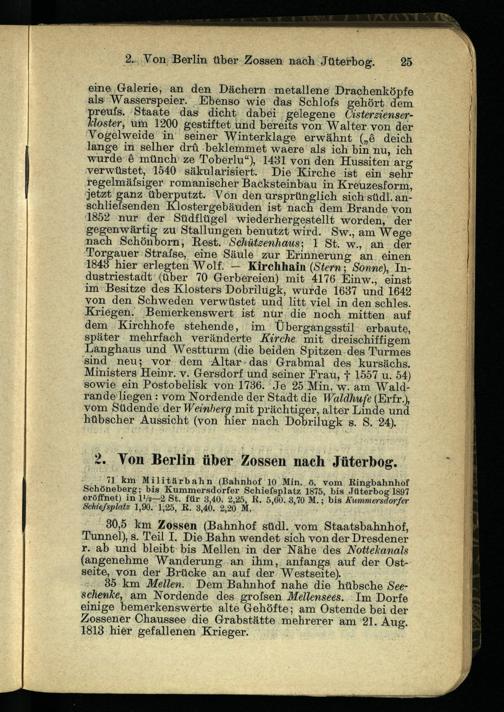 2. Von Berlin über Zossen nach Jüterbog. 25
eine Galerie, an den Dächern metallene Drachenköpfe
als Wasserspeier. Ebenso wie das Schloſs gehört dem
preuſs. Staate das dicht dabei gelegene Cisterzienser-
kloster, um 1200 gestiftet und bereits von Walter von der
Vogelweide in seiner Winterklage erwähnt („ê deich
lange in selher drû beklemmet waere als ich bin nu, ich
wurde ê münch ze Toberlu“), 1431 von den Hussiten arg
verwüstet, 1540 säkularisiert. Die Kirche ist ein sehr
regelmäſsiger romanischer Backsteinbau in Kreuzesform,
jetzt ganz überputzt. Von den ursprünglich sich südl. an-
schlieſsenden Klostergebäuden ist nach dem Brande von
1852 nur der Südflügel wiederhergestellt worden, der
gegenwärtig zu Stallungen benutzt wird. Sw., am Wege
nach Schönborn, Rest. Schützenhaus; 1 St. w., an der
Torgauer Straſse, eine Säule zur Erinnerung an einen
1843 hier erlegten Wolf. — Kirchhain (Stern; Sonne), In-
dustriestadt (über 70 Gerbereien) mit 4176 Einw., einst
im Besitze des Klosters Dobrilugk, wurde 1637 und 1642
von den Schweden verwüstet und litt viel in den schles.
Kriegen. Bemerkenswert ist nur die noch mitten auf
dem Kirchhofe stehende, im Übergangsstil erbaute,
später mehrfach veränderte Kirche mit dreischiffigem
Langhaus und Westturm (die beiden Spitzen des Turmes
sind neu; vor dem Altar das Grabmal des kursächs.
Ministers Heinr. v. Gersdorf und seiner Frau, † 1557 u. 54)
sowie ein Postobelisk von 1736. Je 25 Min. w. am Wald-
rande liegen: vom Nordende der Stadt die Waldhufe (Erfr.),
vom Südende der Weinberg mit prächtiger, alter Linde und
hübscher Aussicht (von hier nach Dobrilugk s. S. 24).
2. Von Berlin über Zossen nach Jüterbog.
71 km Militärbahn (Bahnhof 10 Min. ö. vom Ringbahnhof
Schöneberg; bis Kummersdorfer Schieſsplatz 1875, bis Jüterbog 1897
eröffnet) in 1½–2 St. für 3,40. 2,25, R. 5,60. 3,70 M.; bis Kummersdorfer
Schieſsplatz 1,90. 1,25, R. 3,40. 2,20 M.
30,5 km Zossen (Bahnhof südl. vom Staatsbahnhof,
Tunnel), s. Teil I. Die Bahn wendet sich von der Dresdener
r. ab und bleibt bis Mellen in der Nähe des Nottekanals
(angenehme Wanderung an ihm, anfangs auf der Ost-
seite, von der Brücke an auf der Westseite).
35 km Mellen. Dem Bahnhof nahe die hübsche See-
schenke, am Nordende des groſsen Mellensees. Im Dorfe
einige bemerkenswerte alte Gehöfte; am Ostende bei der
Zossener Chaussee die Grabstätte mehrerer am 21. Aug.
1813 hier gefallenen Krieger.